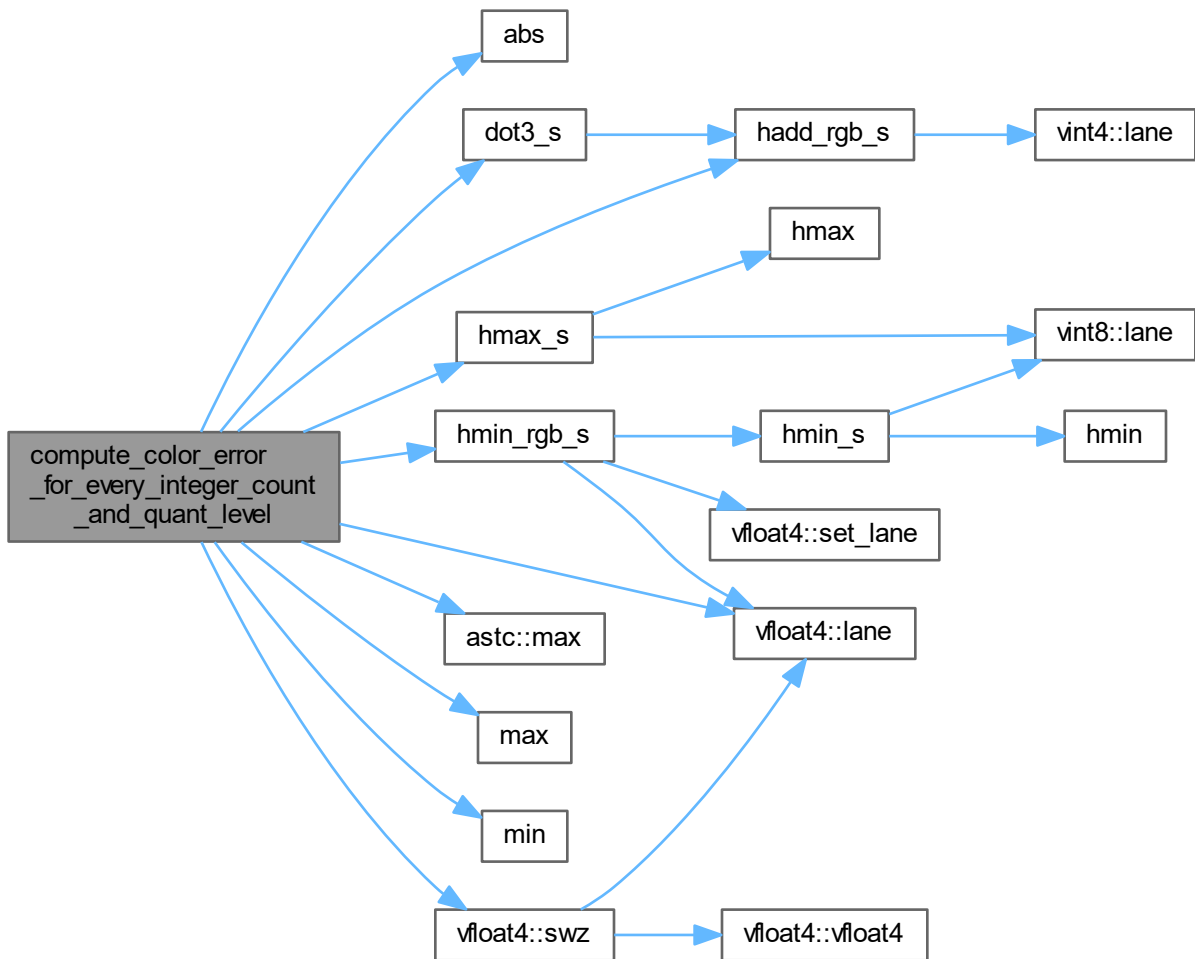 abs
dot3_s
hadd_rgb_s
vint4::lane
hmax
hmax_s
vint8::lane
hmin_rgb_s
hmin_s
hmin
compute_color_error
_for_every_integer_count
_and_quant_level
vfloat4::set_lane
astc::max
vfloat4::lane
max
min
vfloat4::swz
vfloat4::vfloat4